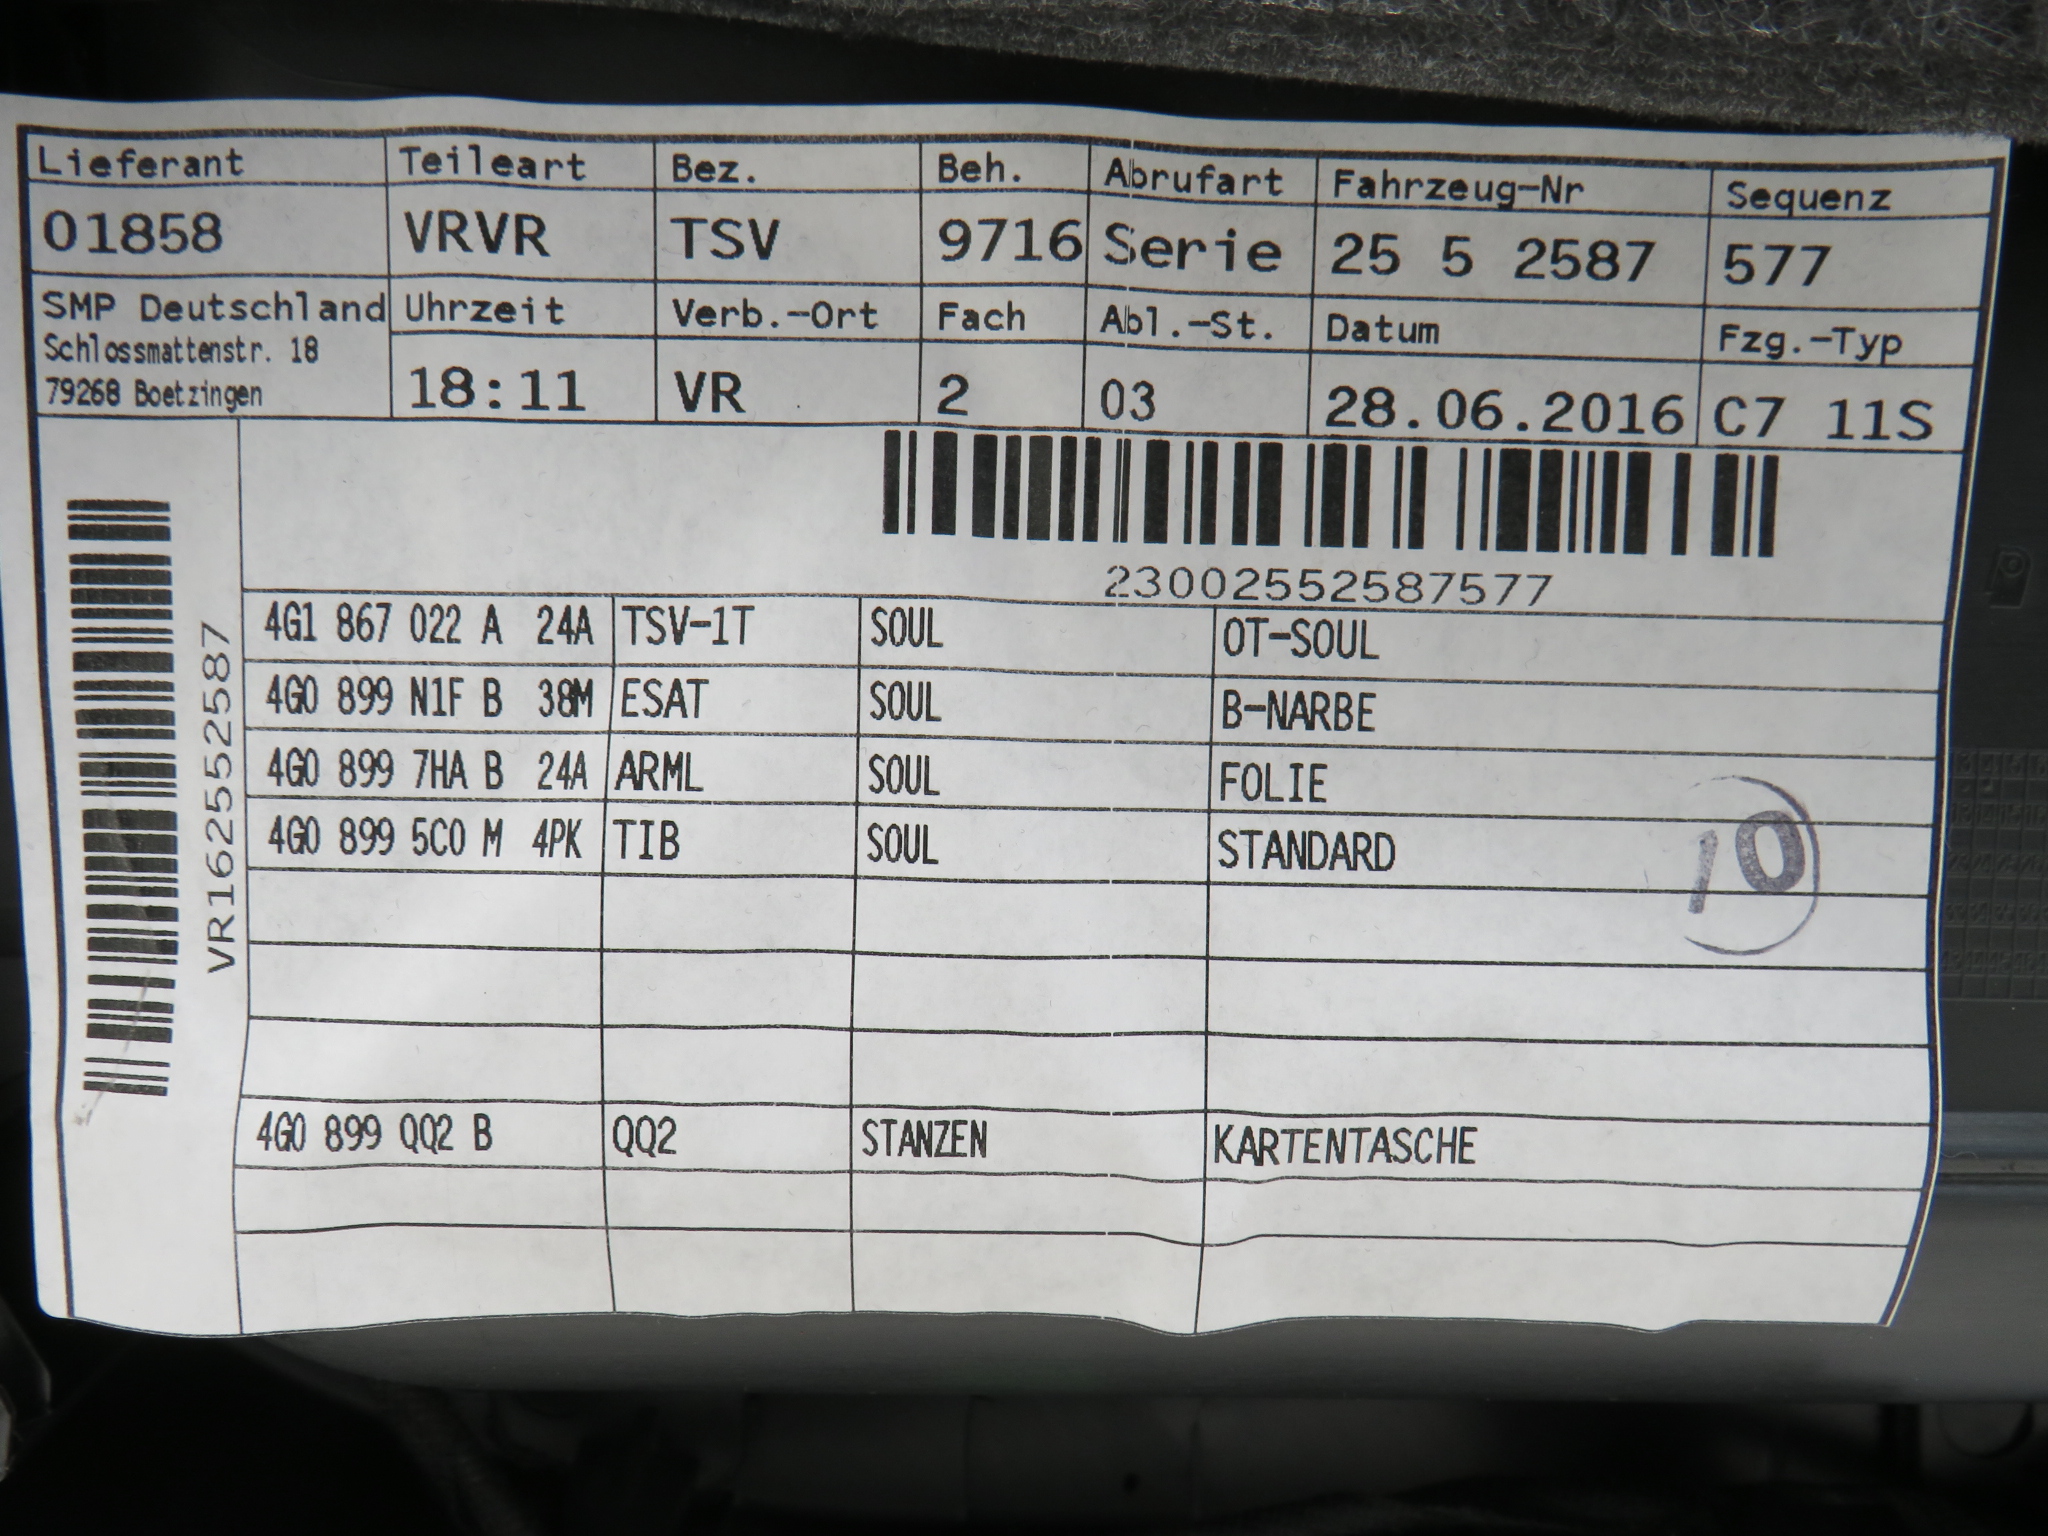 Lieferant Teileart Bez. Beh. Abrufart Fahrzeug-Nr Sequenz
01858 VRVR TSV 9716 Serie 25 5 2587 577
SMP Deutschland Uhrzeit Verb.-Ort Fach Abl.-St. Datum Fzg.-Typ
Schlossmattenstr. 18
79268 Boetzingen 18:11 VR 2 03 28.06.2016 C7 11S
23002552587577
VR16255252587
4G1 867 022 A 24A TSV-1T SOUL OT-SOUL
4G0 899 N1F B 38M ESAT SOUL B-NARBE
4G0 899 7HA B 24A ARML SOUL FOLIE
4G0 899 5C0 M 4PK TIB SOUL STANDARD
10
4G0 899 QQ2 B QQ2 STANZEN KARTENTASCHE